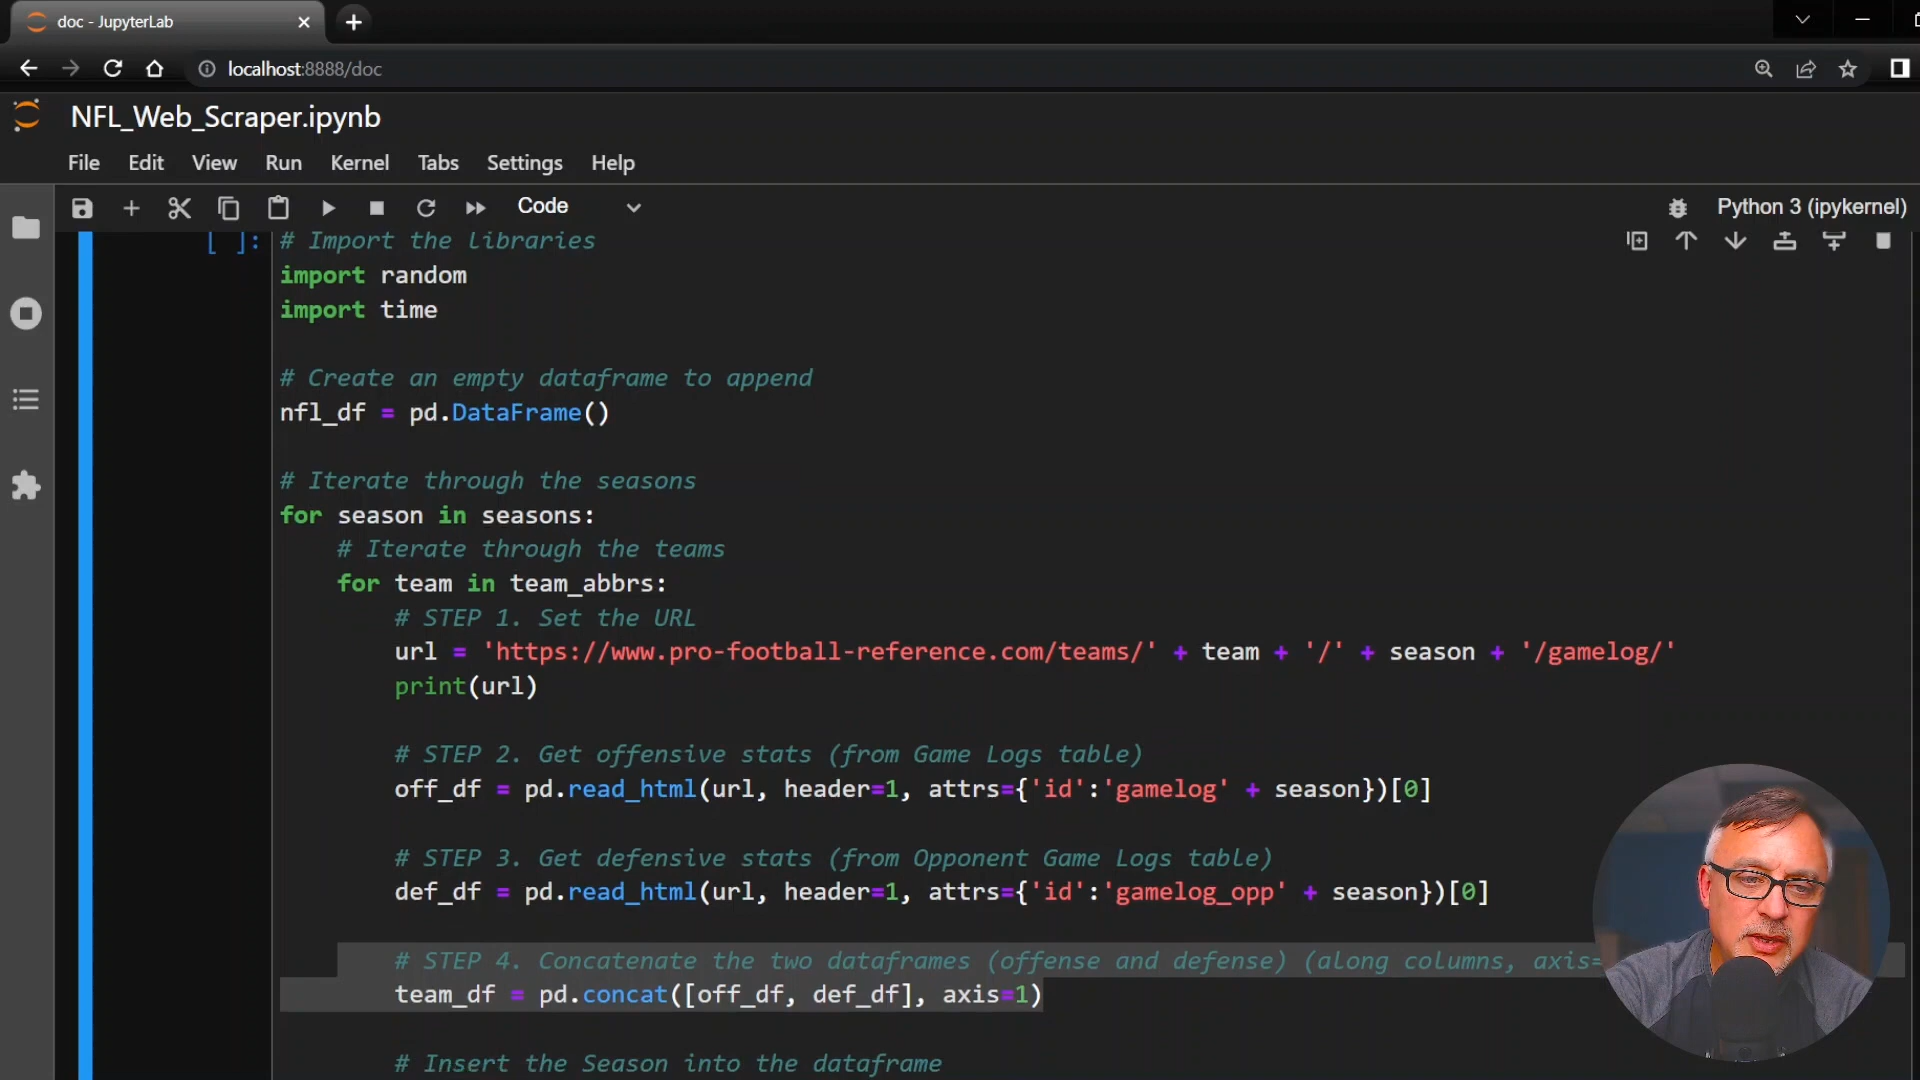 doc - JupyterLab
localhost:8888/doc
NFL_Web_Scraper.ipynb
File Edit View Run Kernel Tabs Settings Help
Code Python 3 (ipykernel)
[ ]: # Import the libraries
import random
import time
# Create an empty dataframe to append
nfl_df = pd.DataFrame()
# Iterate through the seasons
for season in seasons:
# Iterate through the teams
for team in team_abbrs:
# STEP 1. Set the URL
url = 'https://www.pro-football-reference.com/teams/' + team + '/' + season + '/gamelog/'
print(url)
# STEP 2. Get offensive stats (from Game Logs table)
off_df = pd.read_html(url, header=1, attrs={'id':'gamelog' + season})[0]
# STEP 3. Get defensive stats (from Opponent Game Logs table)
def_df = pd.read_html(url, header=1, attrs={'id':'gamelog_opp' + season})[0]
# STEP 4. Concatenate the two dataframes (offense and defense) (along columns, axis=
team_df = pd.concat([off_df, def_df], axis=1)
# Insert the Season into the dataframe